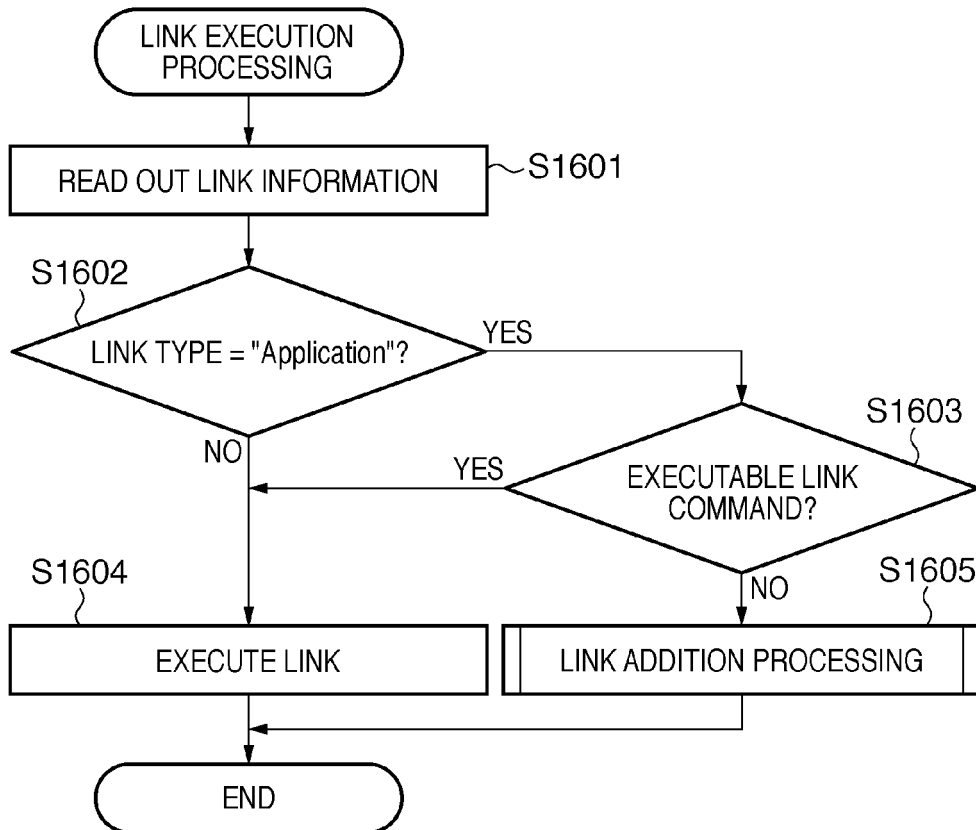 LINK EXECUTION
PROCESSING
READ OUT LINK INFORMATION
S1601
S1602
LINK TYPE = "Application"?
YES
NO
S1603
EXECUTABLE LINK
COMMAND?
YES
NO
S1604
EXECUTE LINK
S1605
LINK ADDITION PROCESSING
END